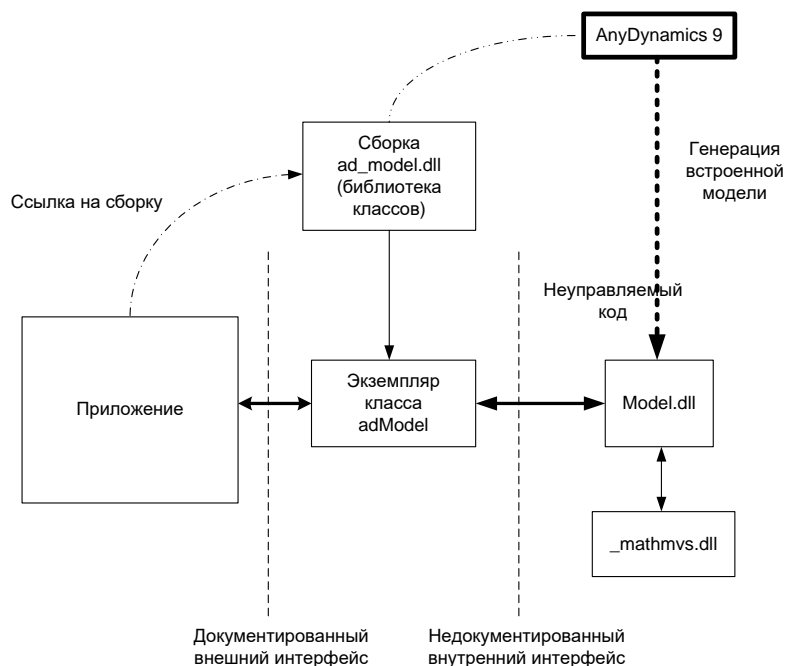 AnyDynamics 9
Сборка
ad_model.dll
(библиотека
классов)
Генерация
встроенной
модели
Ссылка на сборку
Неуправляемый
код
Приложение
Экземпляр
класса
adModel
Model.dll
_mathmvs.dll
Документированный
внешний интерфейс
Недокументированный
внутренний интерфейс